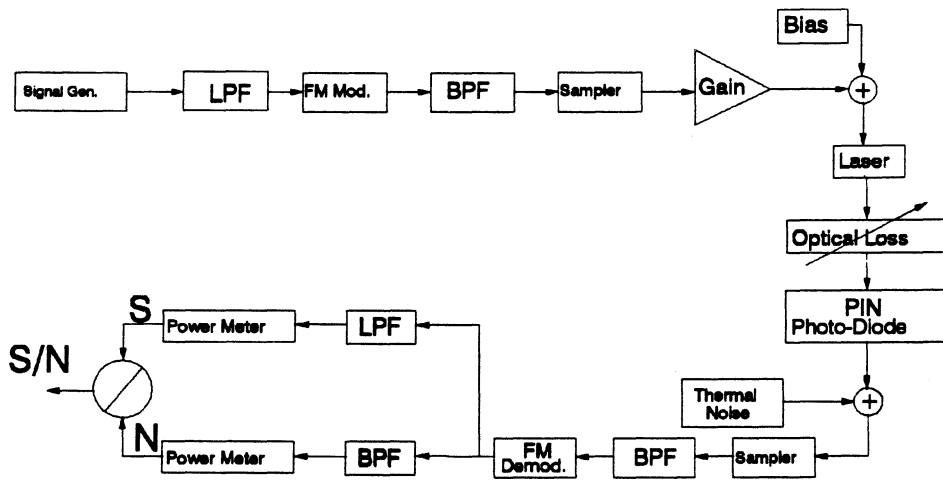 Bias
Signal Gen.
LPF
FM Mod.
BPF
Sampler
Gain
+
Laser
Optical Loss
PIN
Photo-Diode
S
Power Meter
LPF
S/N
Thermal
Noise
+
N
Power Meter
BPF
FM
Demod.
BPF
Sampler